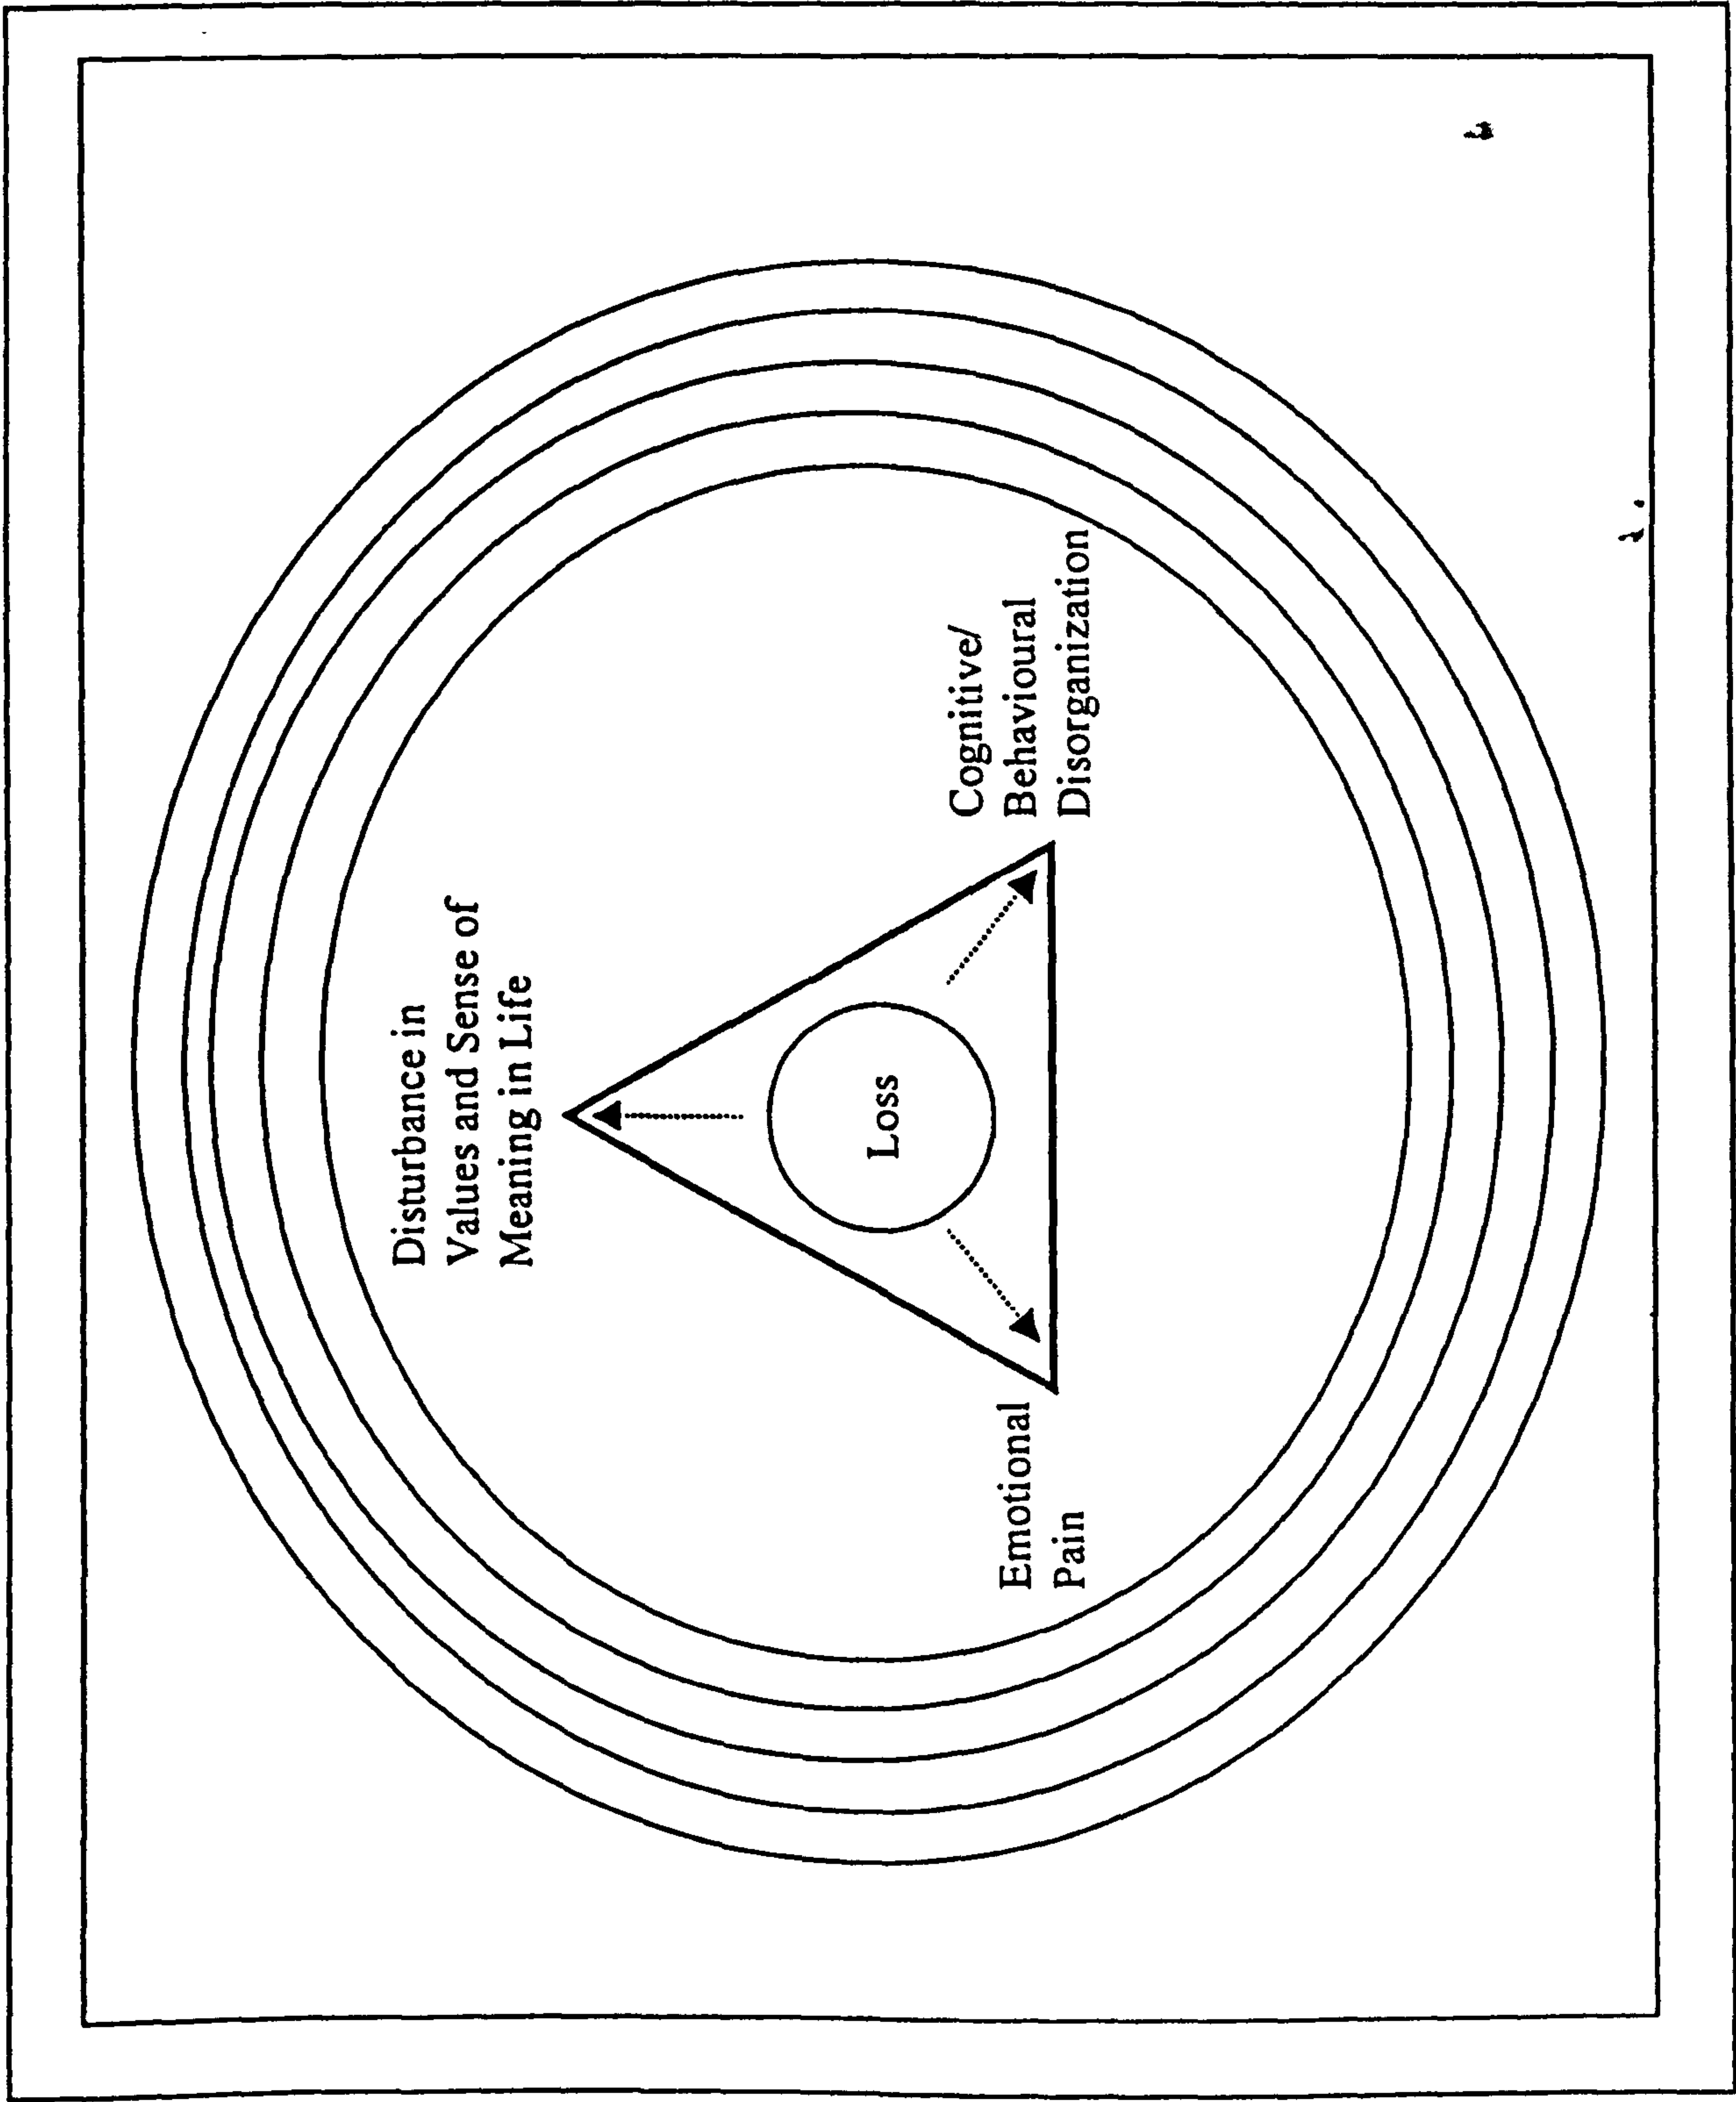 Disturbance in
Values and Sense of
Meaning in Life
Loss
Emotional
Pain
Cognitive/
Behavioural
Disorganization